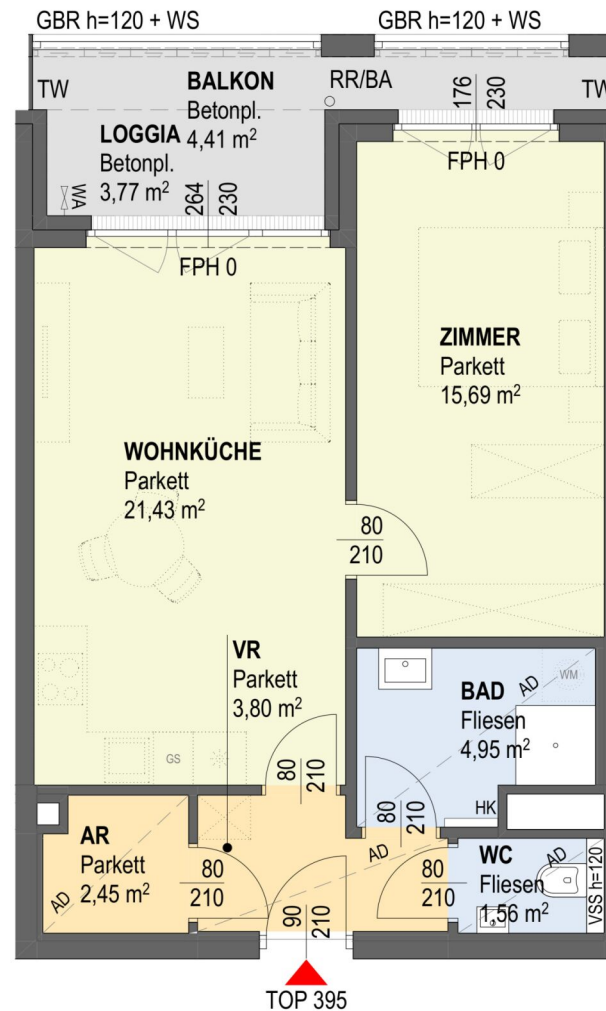 GBR h=120 + WS
GBR h=120 + WS
TW
BALKON
Betonpl.
4,41 m²
RR/BA
176
230
TW
LOGGIA
Betonpl.
3,77 m²
WA
264
230
FPH 0
FPH 0
ZIMMER
Parkett
15,69 m²
WOHNKÜCHE
Parkett
21,43 m²
80
210
VR
Parkett
3,80 m²
BAD
Fliesen
4,95 m²
AD
WM
GS
80
210
80
210
HK
AR
Parkett
2,45 m²
AD
80
210
90
210
AD
80
210
WC
Fliesen
1,56 m²
AD
VSS h=120
TOP 395